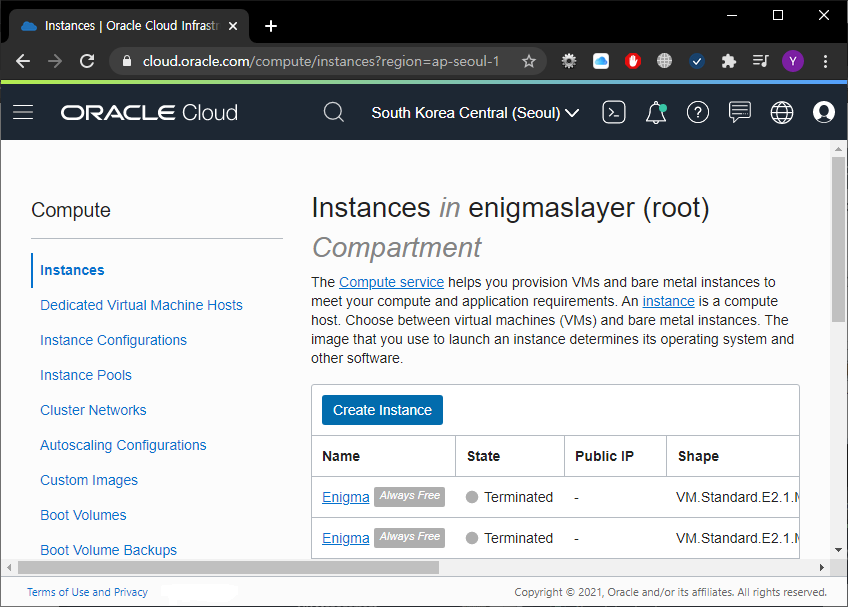 Instances | Oracle Cloud Infrastr
cloud.oracle.com/compute/instances?region=ap-seoul-1
Y
ORACLE Cloud
South Korea Central (Seoul)
Compute
Instances
Dedicated Virtual Machine Hosts
Instance Configurations
Instance Pools
Cluster Networks
Autoscaling Configurations
Custom Images
Boot Volumes
Boot Volume Backups
Instances in enigmaslayer (root)
Compartment
The Compute service helps you provision VMs and bare metal instances to
meet your compute and application requirements. An instance is a compute
host. Choose between virtual machines (VMs) and bare metal instances. The
image that you use to launch an instance determines its operating system and
other software.
Create Instance
Name State Public IP Shape
Enigma Always Free Terminated - VM.Standard.E2.1.M
Enigma Always Free Terminated - VM.Standard.E2.1.M
Terms of Use and Privacy
Copyright © 2021, Oracle and/or its affiliates. All rights reserved.